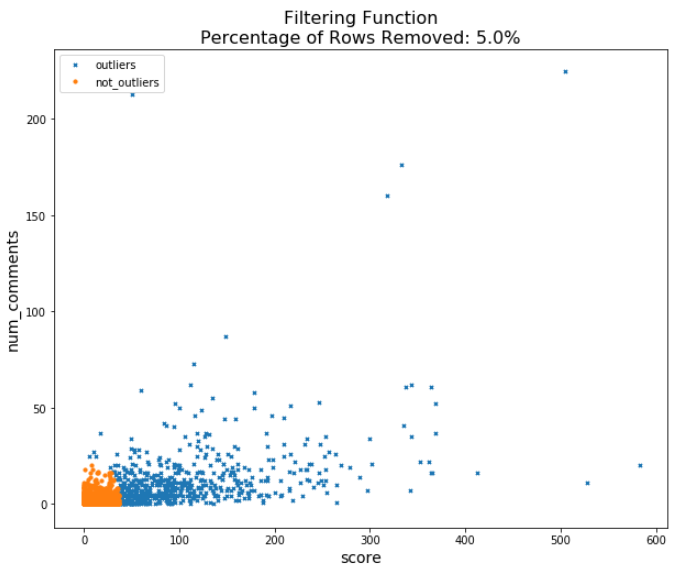 Filtering Function
Percentage of Rows Removed: 5.0%
outliers
not_outliers
num_comments
200
150
100
50
0
0 100 200 300 400 500 600
score